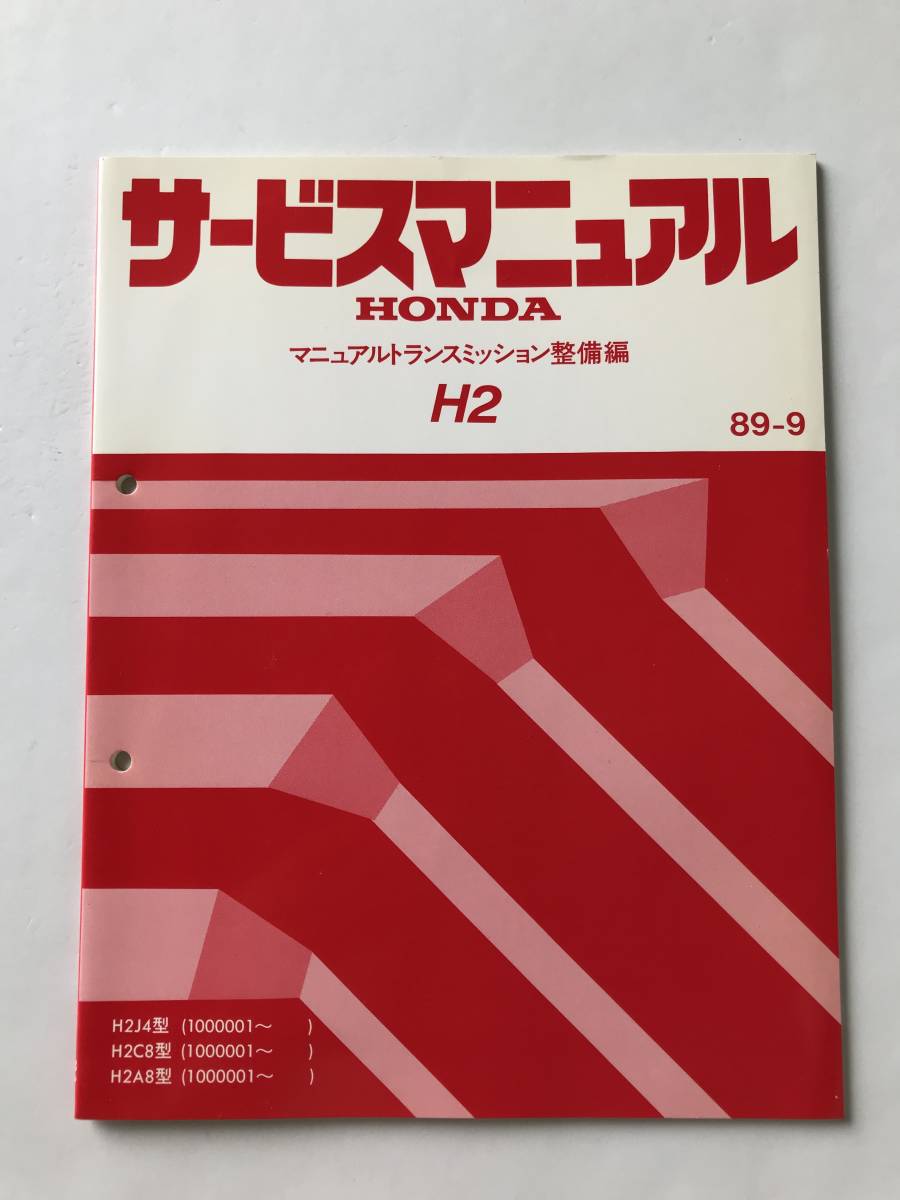 サービスマニュアル
HONDA
マニュアルトランスミッション整備編
H2
89-9
H2J4型 (1000001〜　　)
H2C8型 (1000001〜　　)
H2A8型 (1000001〜　　)